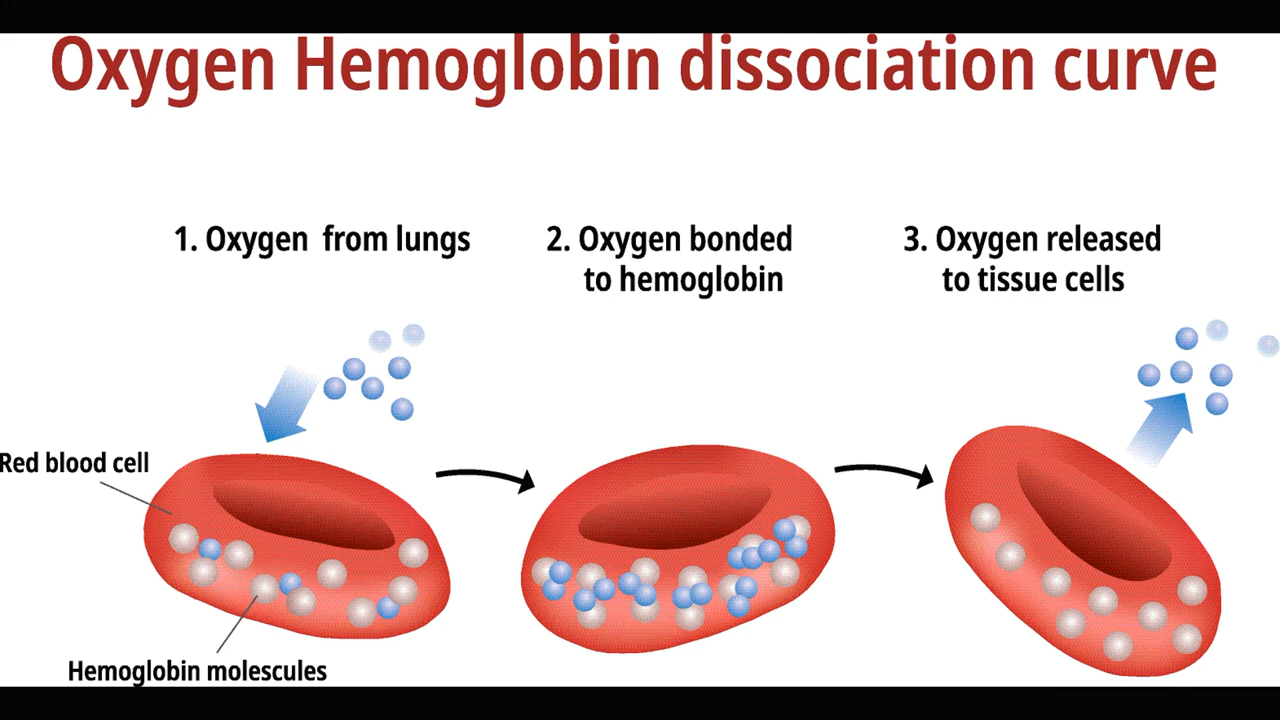 Oxygen Hemoglobin dissociation curve
1. Oxygen from lungs
2. Oxygen bonded
to hemoglobin
3. Oxygen released
to tissue cells
Red blood cell
Hemoglobin molecules